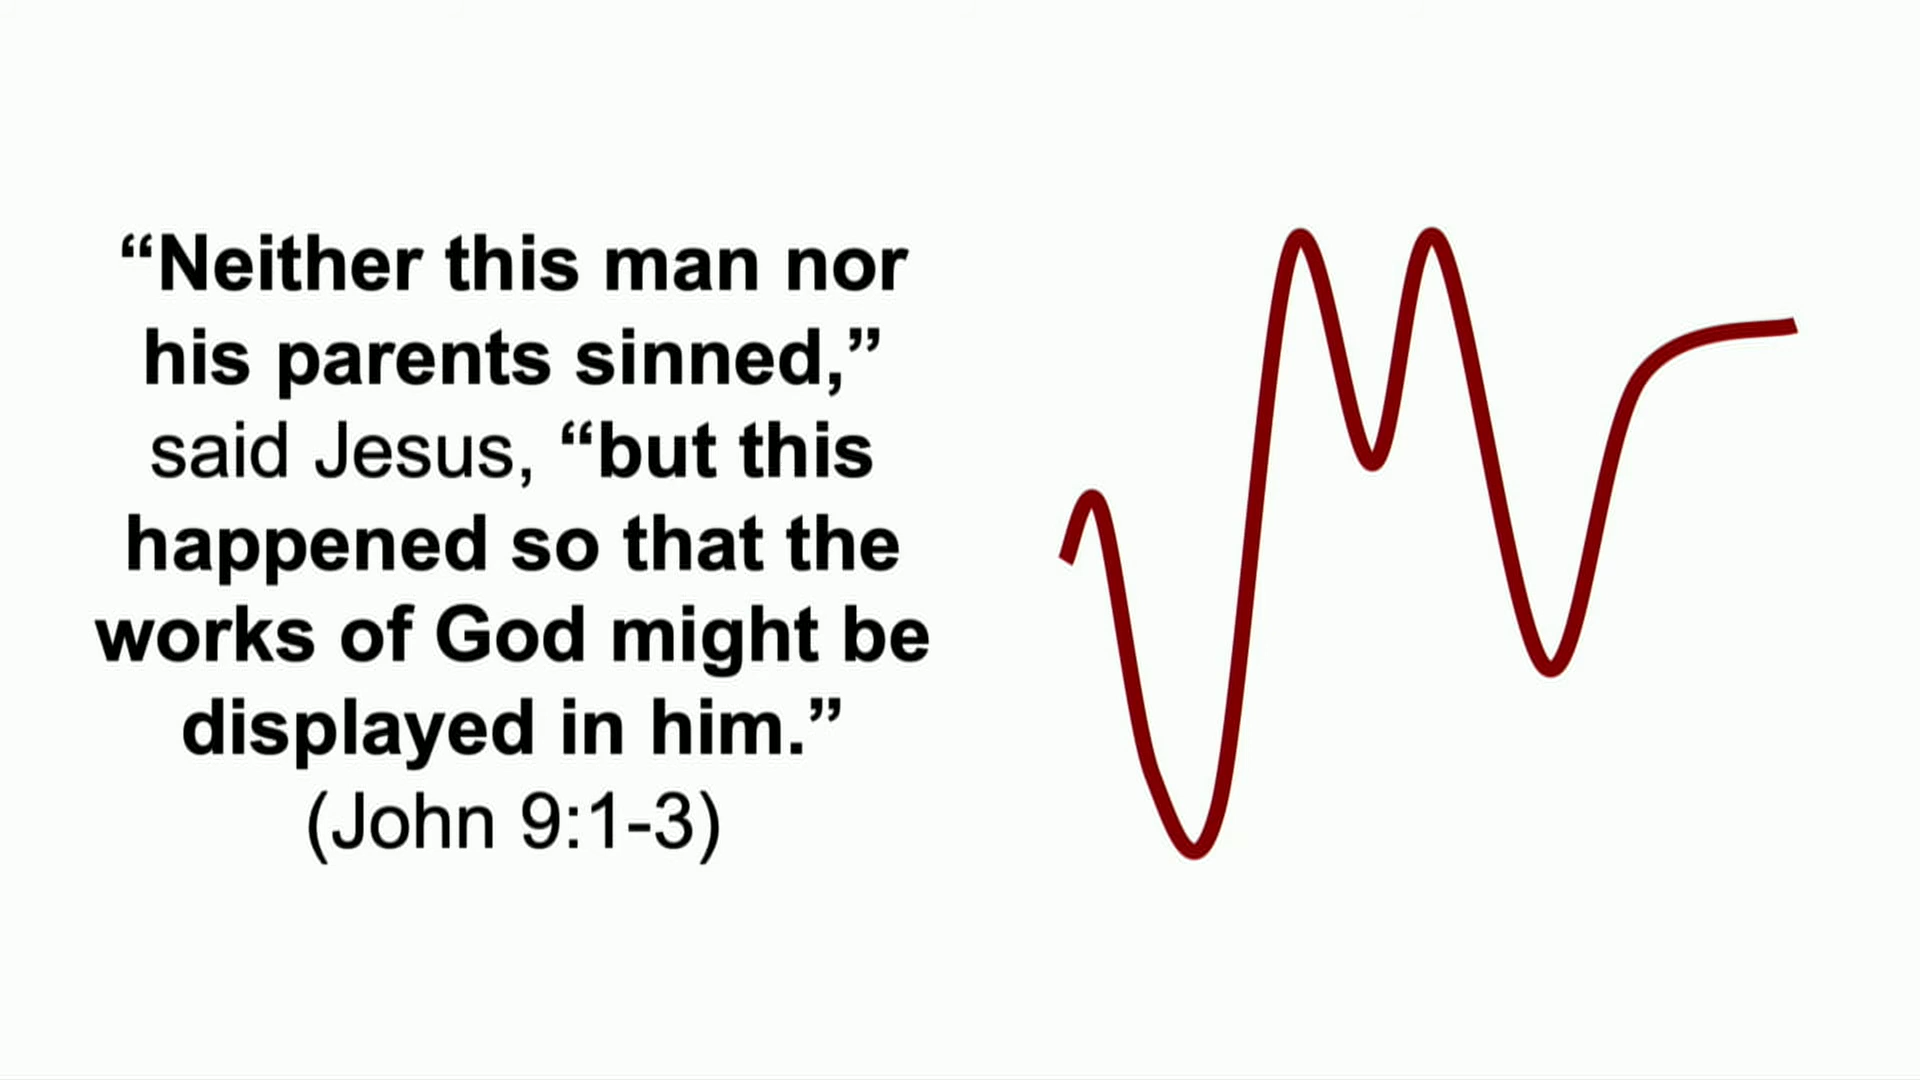 “Neither this man nor
his parents sinned,”
said Jesus, “but this
happened so that the
works of God might be
displayed in him.”
(John 9:1-3)